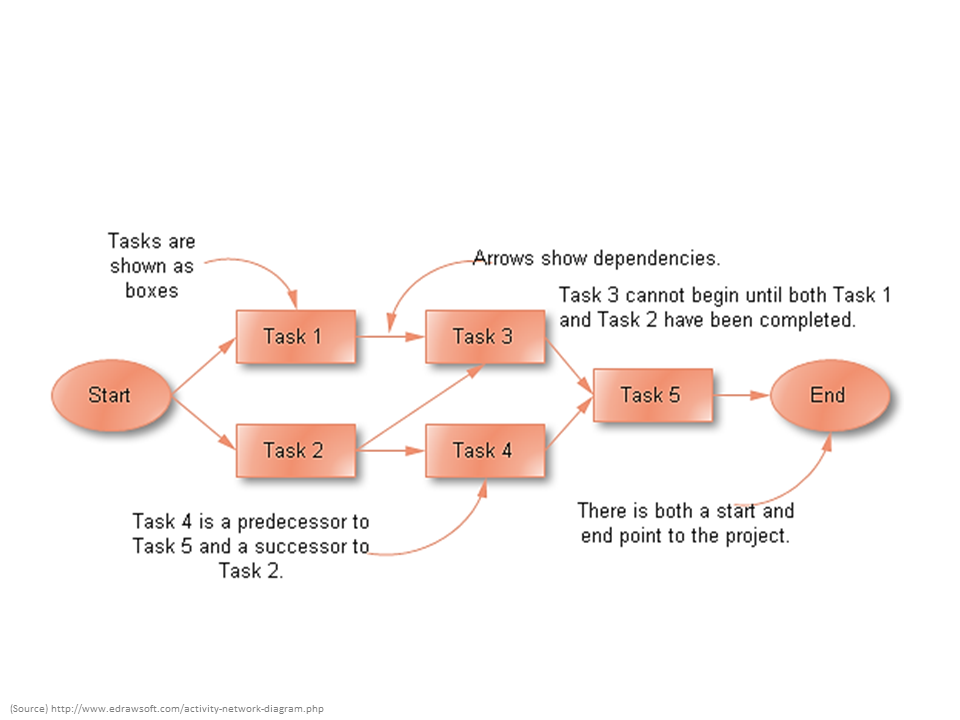 Tasks are
shown as
boxes
Arrows show dependencies.
Task 3 cannot begin until both Task 1
and Task 2 have been completed.
Task 1
Task 3
Start
Task 5
End
Task 2
Task 4
Task 4 is a predecessor to
Task 5 and a successor to
Task 2.
There is both a start and
end point to the project.
(Source) http://www.edrawsoft.com/activity-network-diagram.php